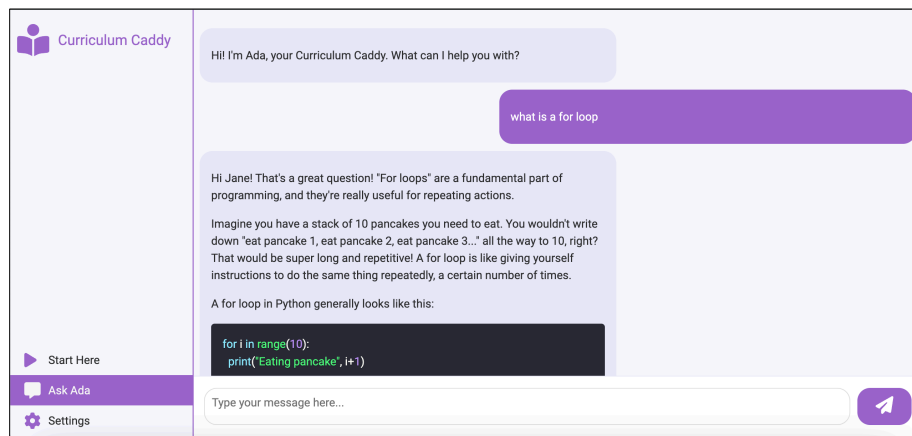 Curriculum Caddy
Start Here
Ask Ada
Settings
Hi! I'm Ada, your Curriculum Caddy. What can I help you with?
what is a for loop
Hi Jane! That's a great question! "For loops" are a fundamental part of
programming, and they're really useful for repeating actions.
Imagine you have a stack of 10 pancakes you need to eat. You wouldn't write
down "eat pancake 1, eat pancake 2, eat pancake 3..." all the way to 10, right?
That would be super long and repetitive! A for loop is like giving yourself
instructions to do the same thing repeatedly, a certain number of times.
A for loop in Python generally looks like this:
for i in range(10):
  print("Eating pancake", i+1)
Type your message here...